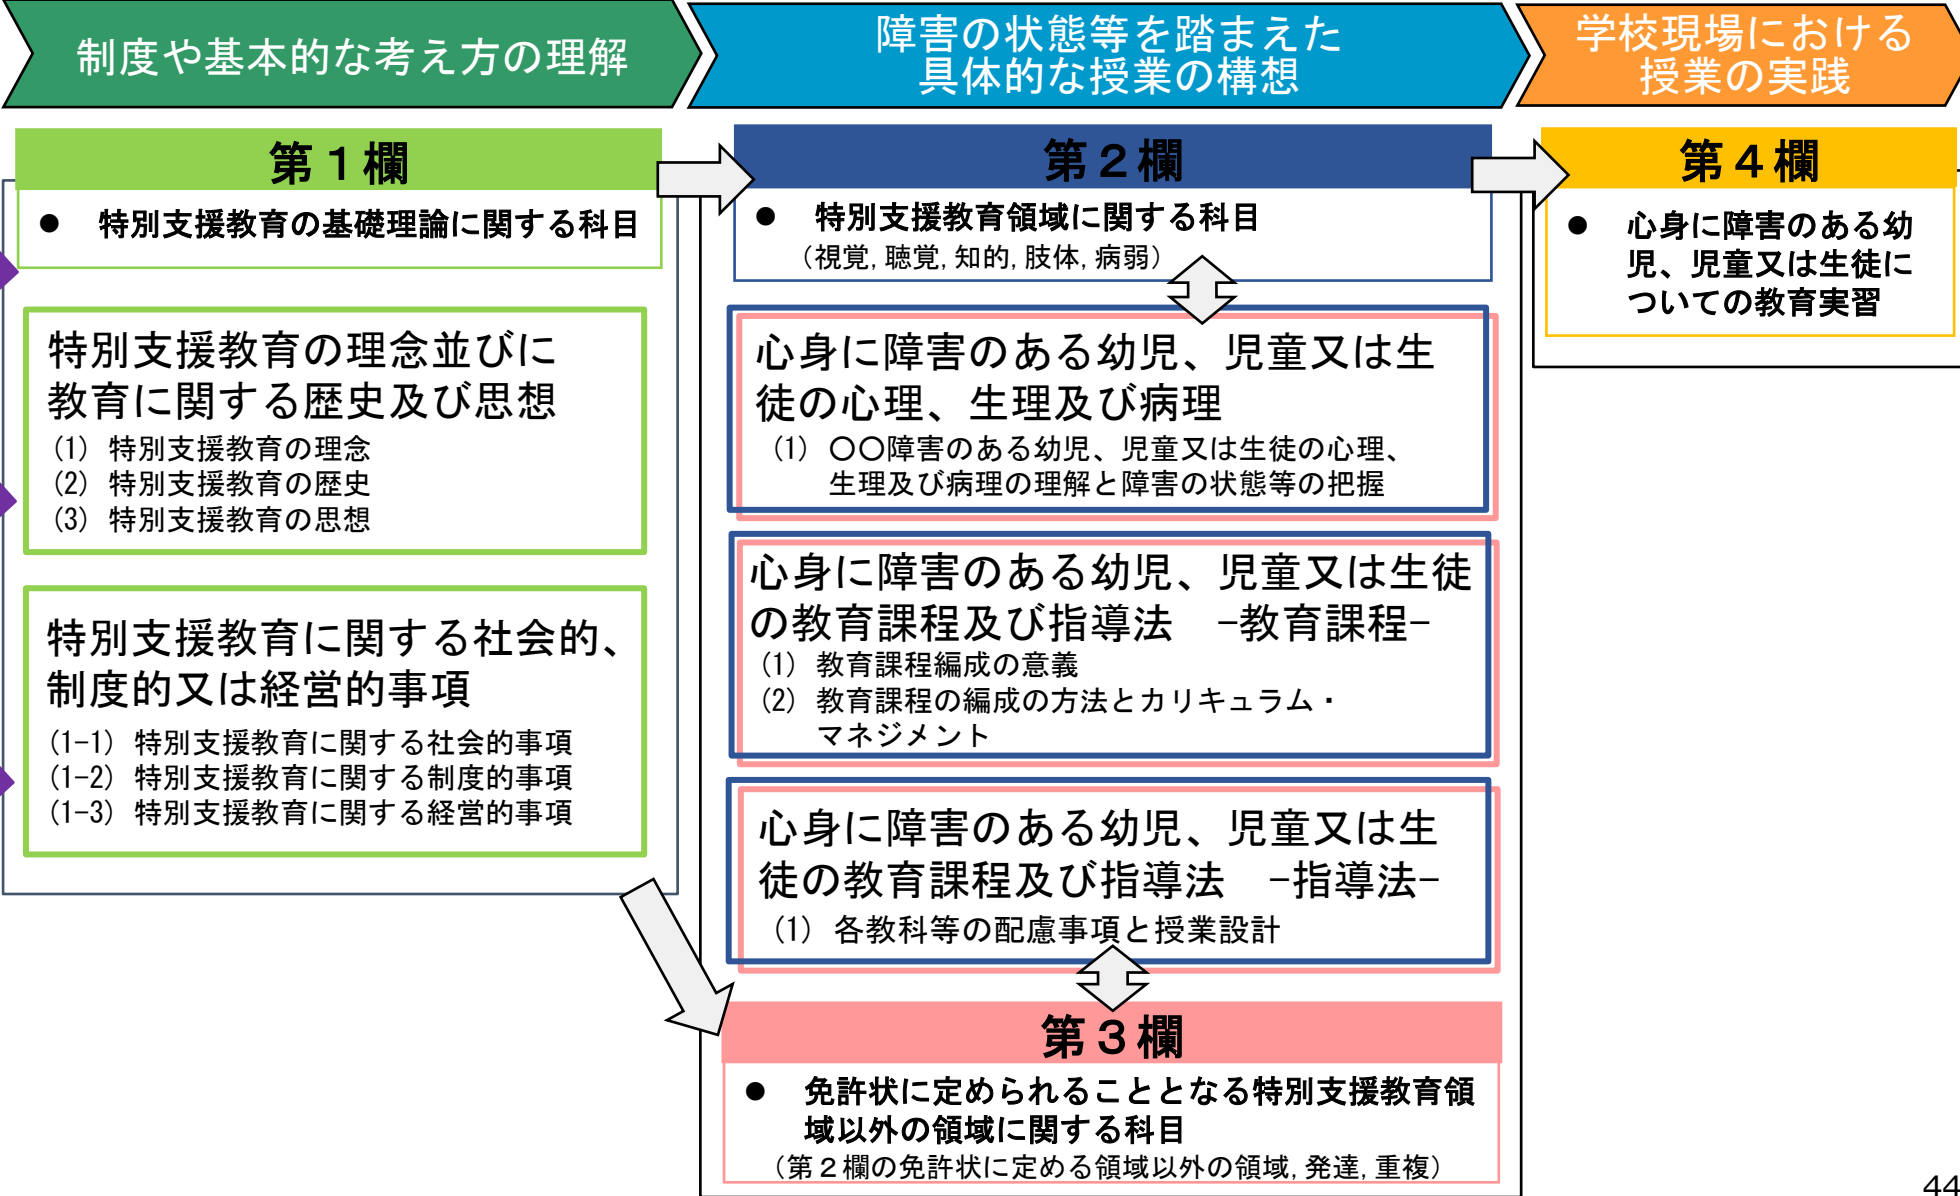 制度や基本的な考え方の理解
障害の状態等を踏まえた
具体的な授業の構想
学校現場における
授業の実践
第１欄
● 特別支援教育の基礎理論に関する科目
特別支援教育の理念並びに
教育に関する歴史及び思想
(1) 特別支援教育の理念
(2) 特別支援教育の歴史
(3) 特別支援教育の思想
特別支援教育に関する社会的、
制度的又は経営的事項
(1-1) 特別支援教育に関する社会的事項
(1-2) 特別支援教育に関する制度的事項
(1-3) 特別支援教育に関する経営的事項
第２欄
● 特別支援教育領域に関する科目
（視覚,聴覚,知的,肢体,病弱）
心身に障害のある幼児、児童又は生
徒の心理、生理及び病理
(1) 〇〇障害のある幼児、児童又は生徒の心理、
生理及び病理の理解と障害の状態等の把握
心身に障害のある幼児、児童又は生徒
の教育課程及び指導法　-教育課程-
(1) 教育課程編成の意義
(2) 教育課程の編成の方法とカリキュラム・
マネジメント
心身に障害のある幼児、児童又は生
徒の教育課程及び指導法　-指導法-
(1) 各教科等の配慮事項と授業設計
第３欄
● 免許状に定められることとなる特別支援教育領
域以外の領域に関する科目
（第２欄の免許状に定める領域以外の領域,発達,重複）
第４欄
● 心身に障害のある幼
児、児童又は生徒に
ついての教育実習
44